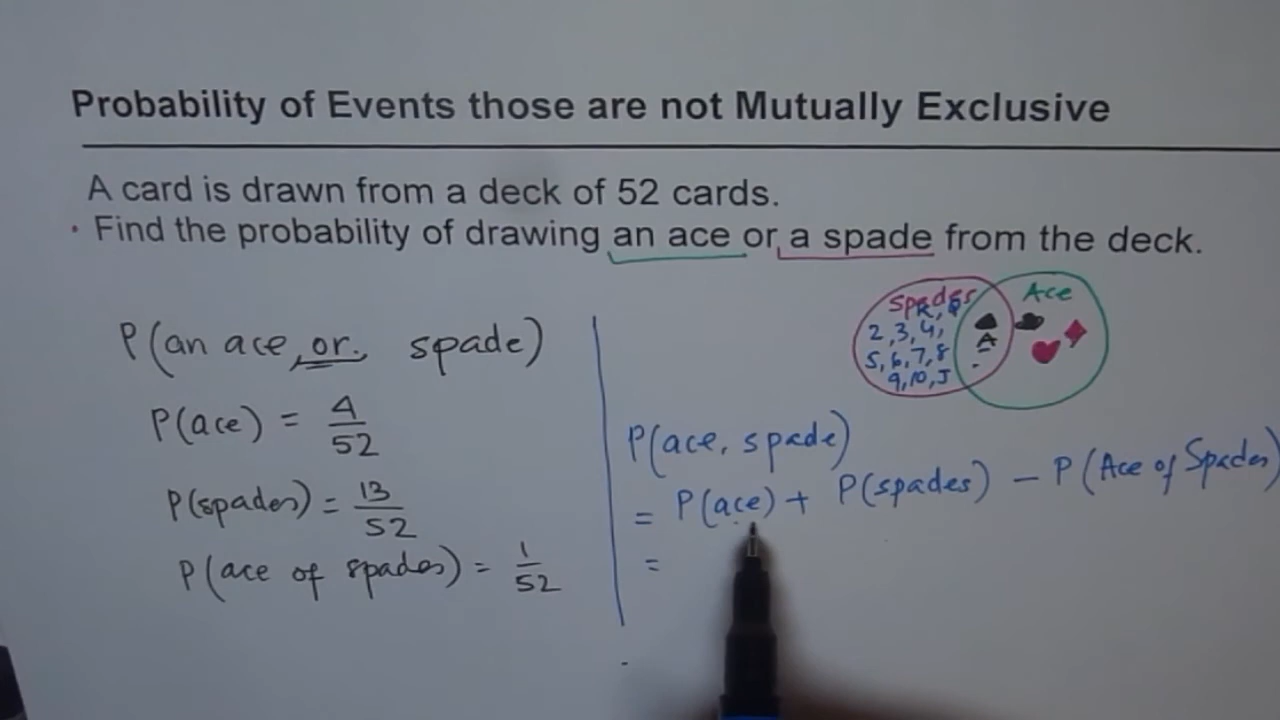 Probability of Events those are not Mutually Exclusive
A card is drawn from a deck of 52 cards.
· Find the probability of drawing an ace or a spade from the deck.
Spades
K, Q
2, 3, 4,
5, 6, 7, 8
9, 10, J
A
Ace
P(an ace, or. spade)
P(ace) = 4/52
P(spades) = 13/52
P(ace of spades) = 1/52
P(ace, spade)
= P(ace) + P(spades) - P(Ace of Spades)
=